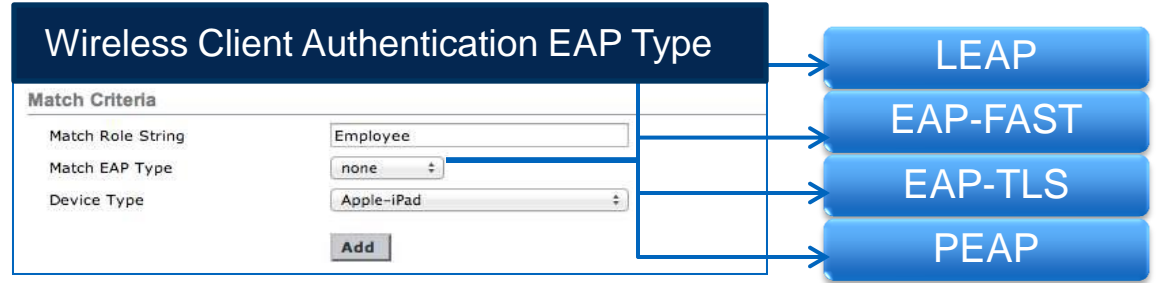 Wireless Client Authentication EAP Type
Match Criteria
Match Role String Employee
Match EAP Type none
Device Type Apple-iPad
Add
LEAP
EAP-FAST
EAP-TLS
PEAP